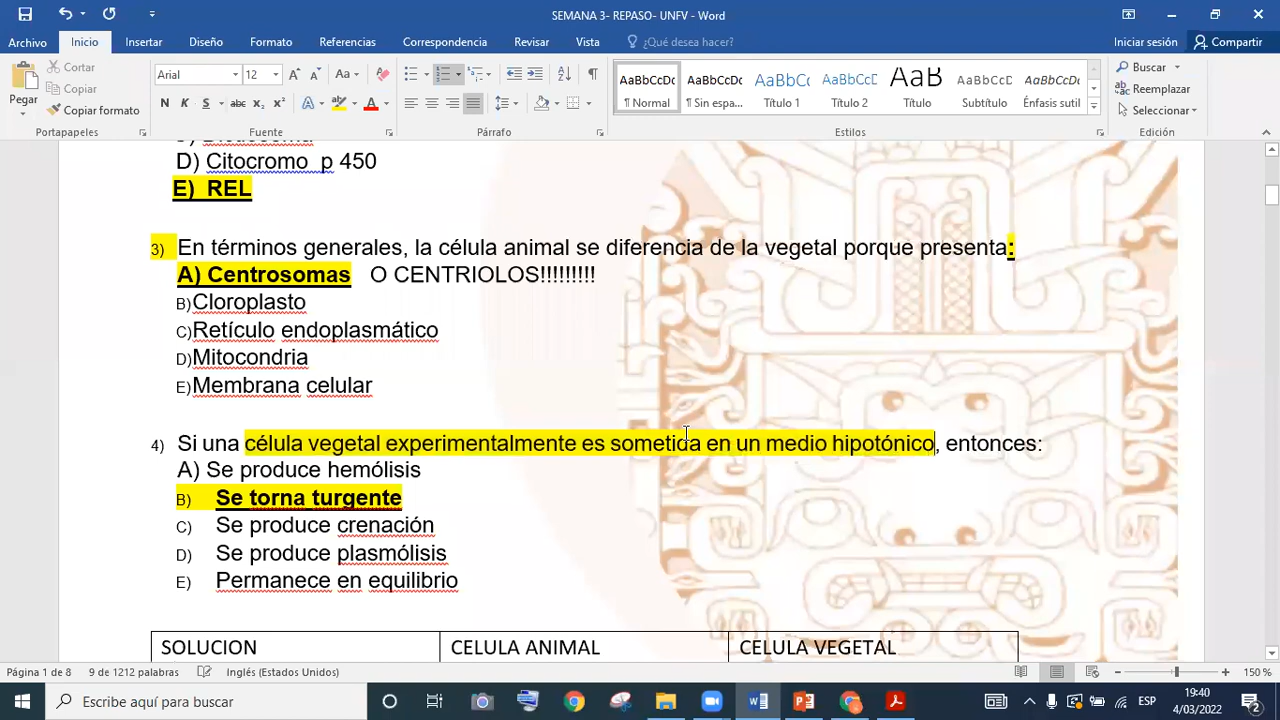 SEMANA 3- REPASO- UNFV - Word
Archivo Inicio Insertar Diseño Formato Referencias Correspondencia Revisar Vista ¿Qué desea hacer? Iniciar sesión Compartir
Pegar
Cortar
Copiar
Copiar formato
Portapapeles
Arial 12 Aa
N K S abc x₂ x² A A
Fuente
Párrafo
AaBbCcDc AaBbCcDc AaBbCc AaBbCcD AaB AaBbCcD AaBbCcDc
¶ Normal ¶ Sin espa... Título 1 Título 2 Título Subtítulo Énfasis sutil
Estilos
Buscar
Reemplazar
Seleccionar
Edición
D) Citocromo p 450
E) REL
3) En términos generales, la célula animal se diferencia de la vegetal porque presenta:
A) Centrosomas O CENTRIOLOS!!!!!!!!!
B)Cloroplasto
C)Retículo endoplasmático
D)Mitocondria
E)Membrana celular
4) Si una célula vegetal experimentalmente es sometida en un medio hipotónico, entonces:
A) Se produce hemólisis
B) Se torna turgente
C) Se produce crenación
D) Se produce plasmólisis
E) Permanece en equilibrio
SOLUCION CELULA ANIMAL CELULA VEGETAL
Página 1 de 8 9 de 1212 palabras Inglés (Estados Unidos) 150 %
Escribe aquí para buscar
ESP
19:40
4/03/2022
2